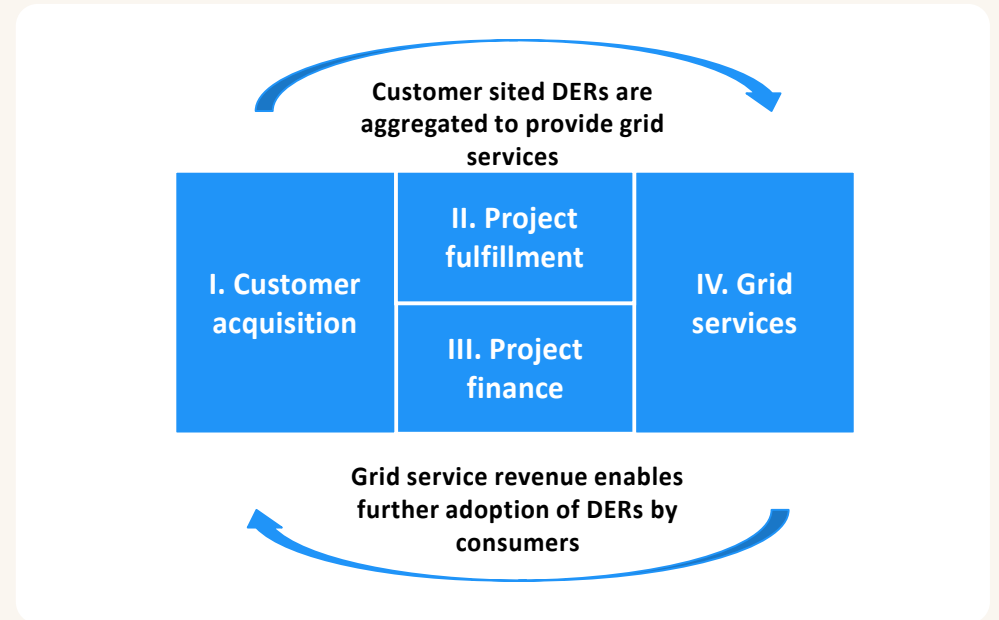 Customer sited DERs are
aggregated to provide grid
services
I. Customer
acquisition
II. Project
fulfillment
III. Project
finance
IV. Grid
services
Grid service revenue enables
further adoption of DERs by
consumers